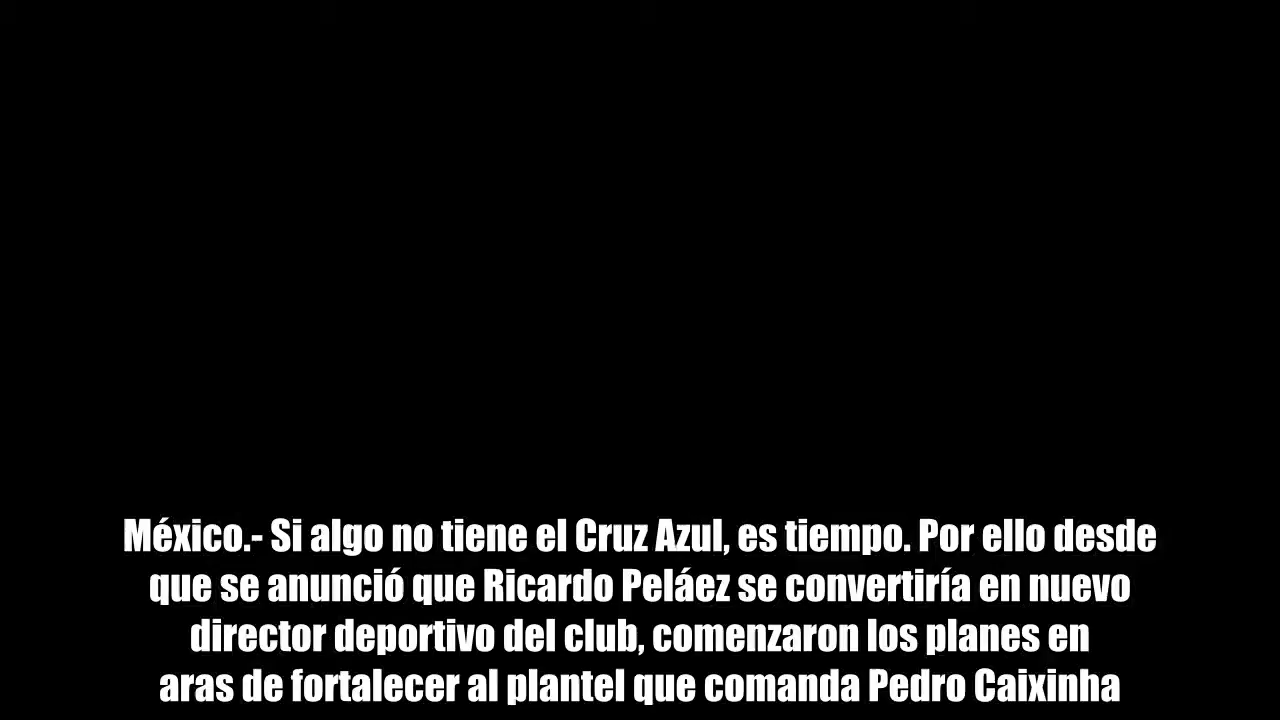 México.- Si algo no tiene el Cruz Azul, es tiempo. Por ello desde
que se anunció que Ricardo Peláez se convertiría en nuevo
director deportivo del club, comenzaron los planes en
aras de fortalecer al plantel que comanda Pedro Caixinha